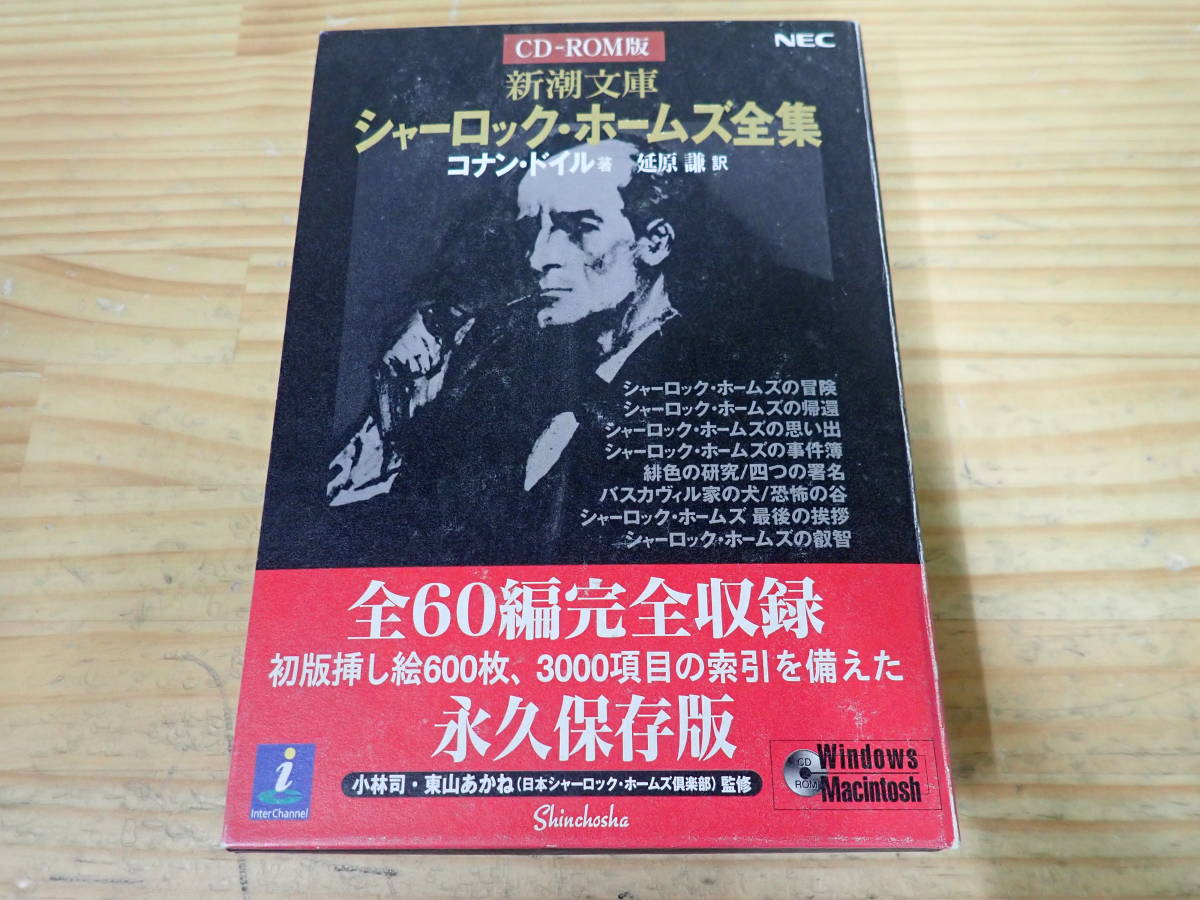 CD-ROM版
NEC
新潮文庫
シャーロック・ホームズ全集
コナン・ドイル著 延原謙訳
シャーロック・ホームズの冒険
シャーロック・ホームズの帰還
シャーロック・ホームズの思い出
シャーロック・ホームズの事件簿
緋色の研究/四つの署名
バスカヴィル家の犬/恐怖の谷
シャーロック・ホームズ 最後の挨拶
シャーロック・ホームズの叡智
全60編完全収録
初版挿し絵600枚、3000項目の索引を備えた
永久保存版
小林司・東山あかね(日本シャーロック・ホームズ倶楽部)監修
Shinchosha
InterChannel
CD ROM
Windows
Macintosh